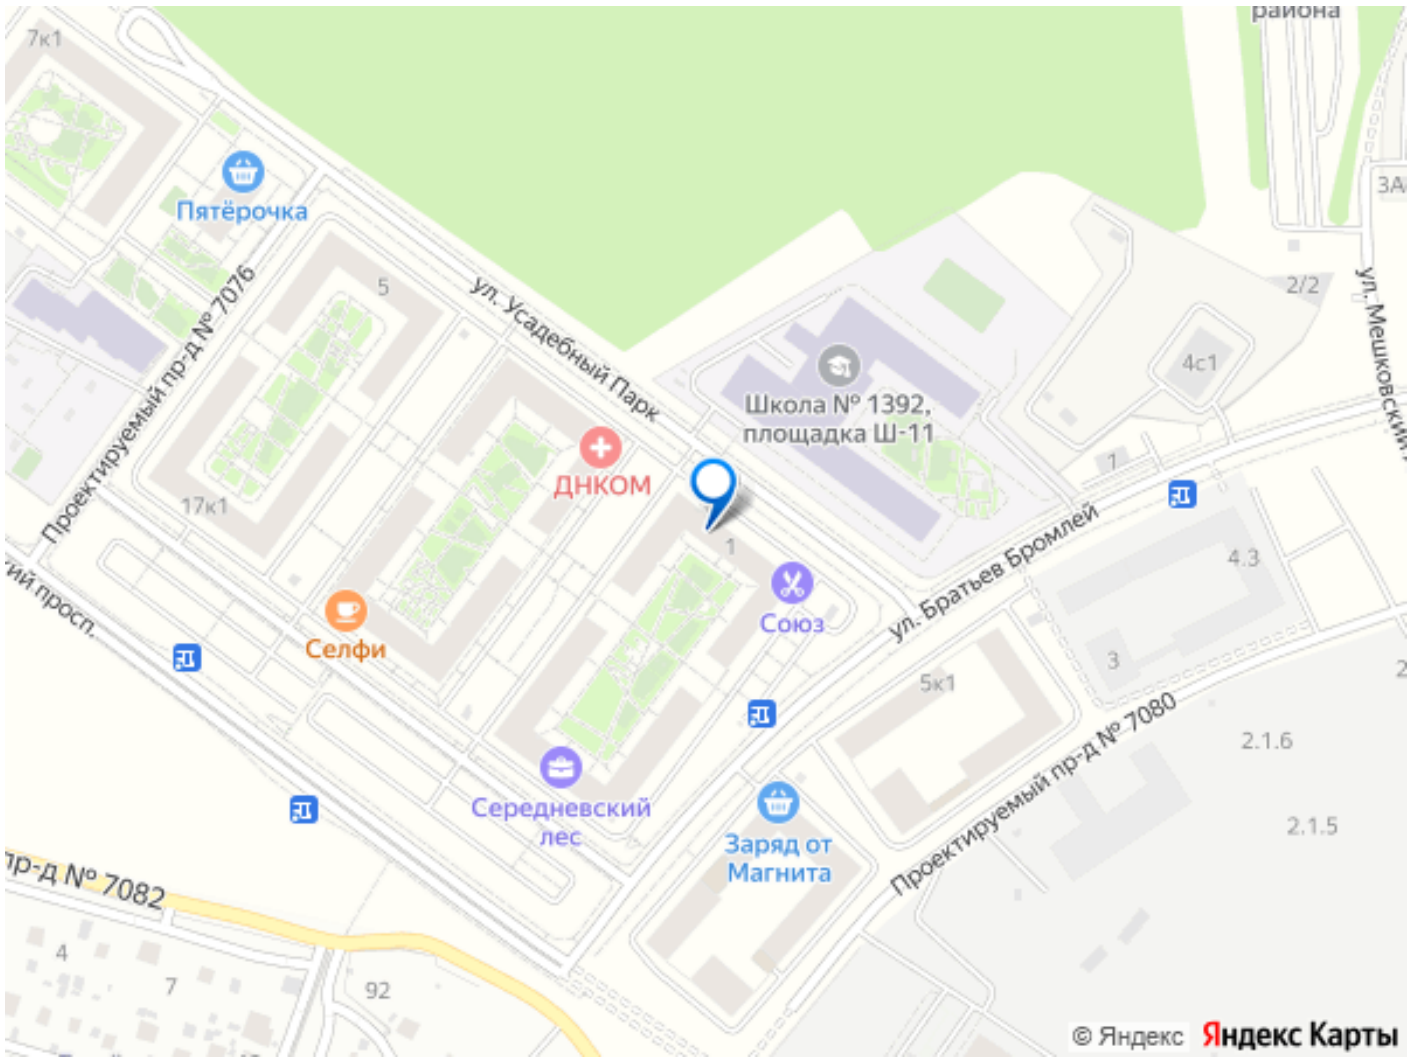 района
7к1
3А
Пятёрочка
2/2
5
Проектируемый пр-д № 7076
ул. Усадебный Парк
ул. Мешковский
4с1
Школа № 1392,
площадка Ш-11
1
ДНКОМ
17к1
1
4.3
ул. Братьев Бромлей
Союз
просп.
Селфи
3
5к1
Проектируемый пр-д № 7080
2.1.6
Середневский
лес
2.1.5
Заряд от
Магнита
пр-д № 7082
4
7
92
© Яндекс Яндекс Карты